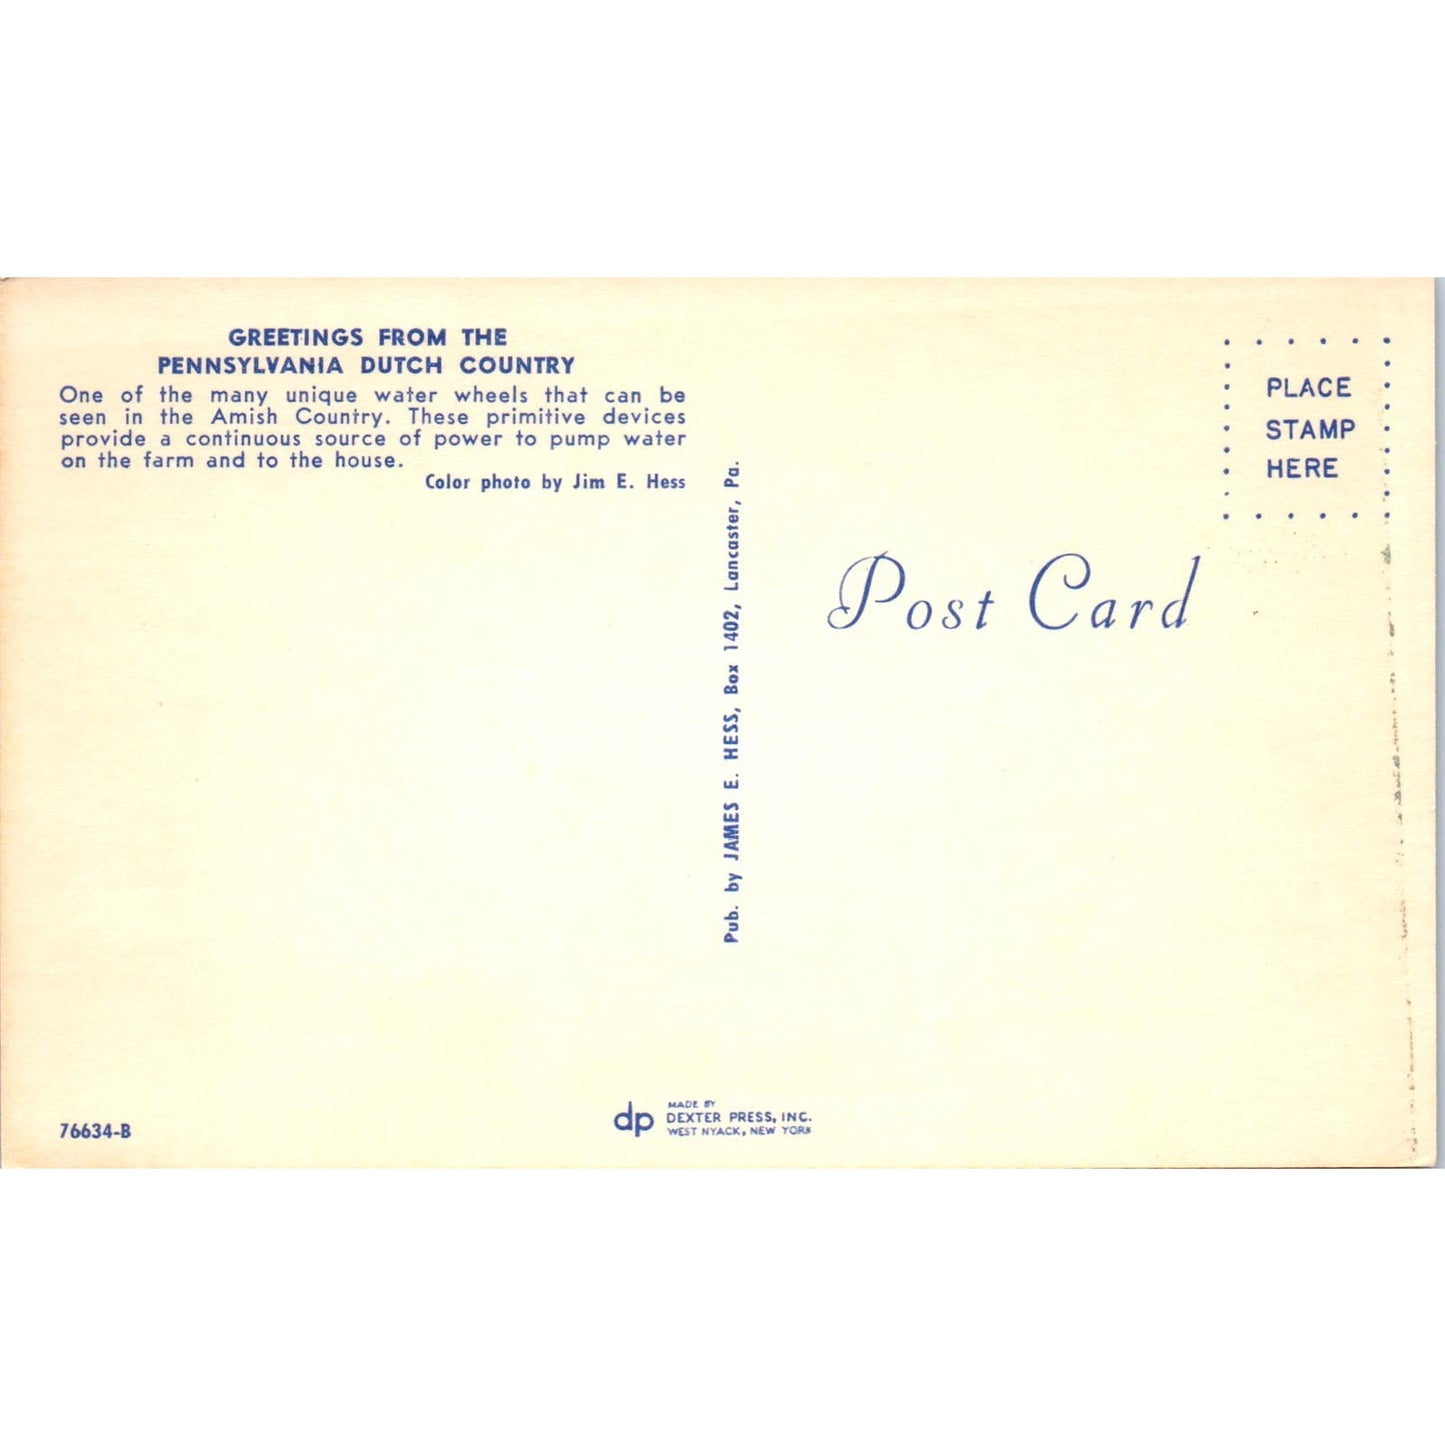 GREETINGS FROM THE
PENNSYLVANIA DUTCH COUNTRY
One of the many unique water wheels that can be
seen in the Amish Country. These primitive devices
provide a continuous source of power to pump water
on the farm and to the house.
Color photo by Jim E. Hess
76634-B
Pub. by JAMES E. HESS, Box 1402, Lancaster, Pa.
dp
MADE BY
DEXTER PRESS, INC.
WEST NYACK, NEW YORK
PLACE
STAMP
HERE
Post Card